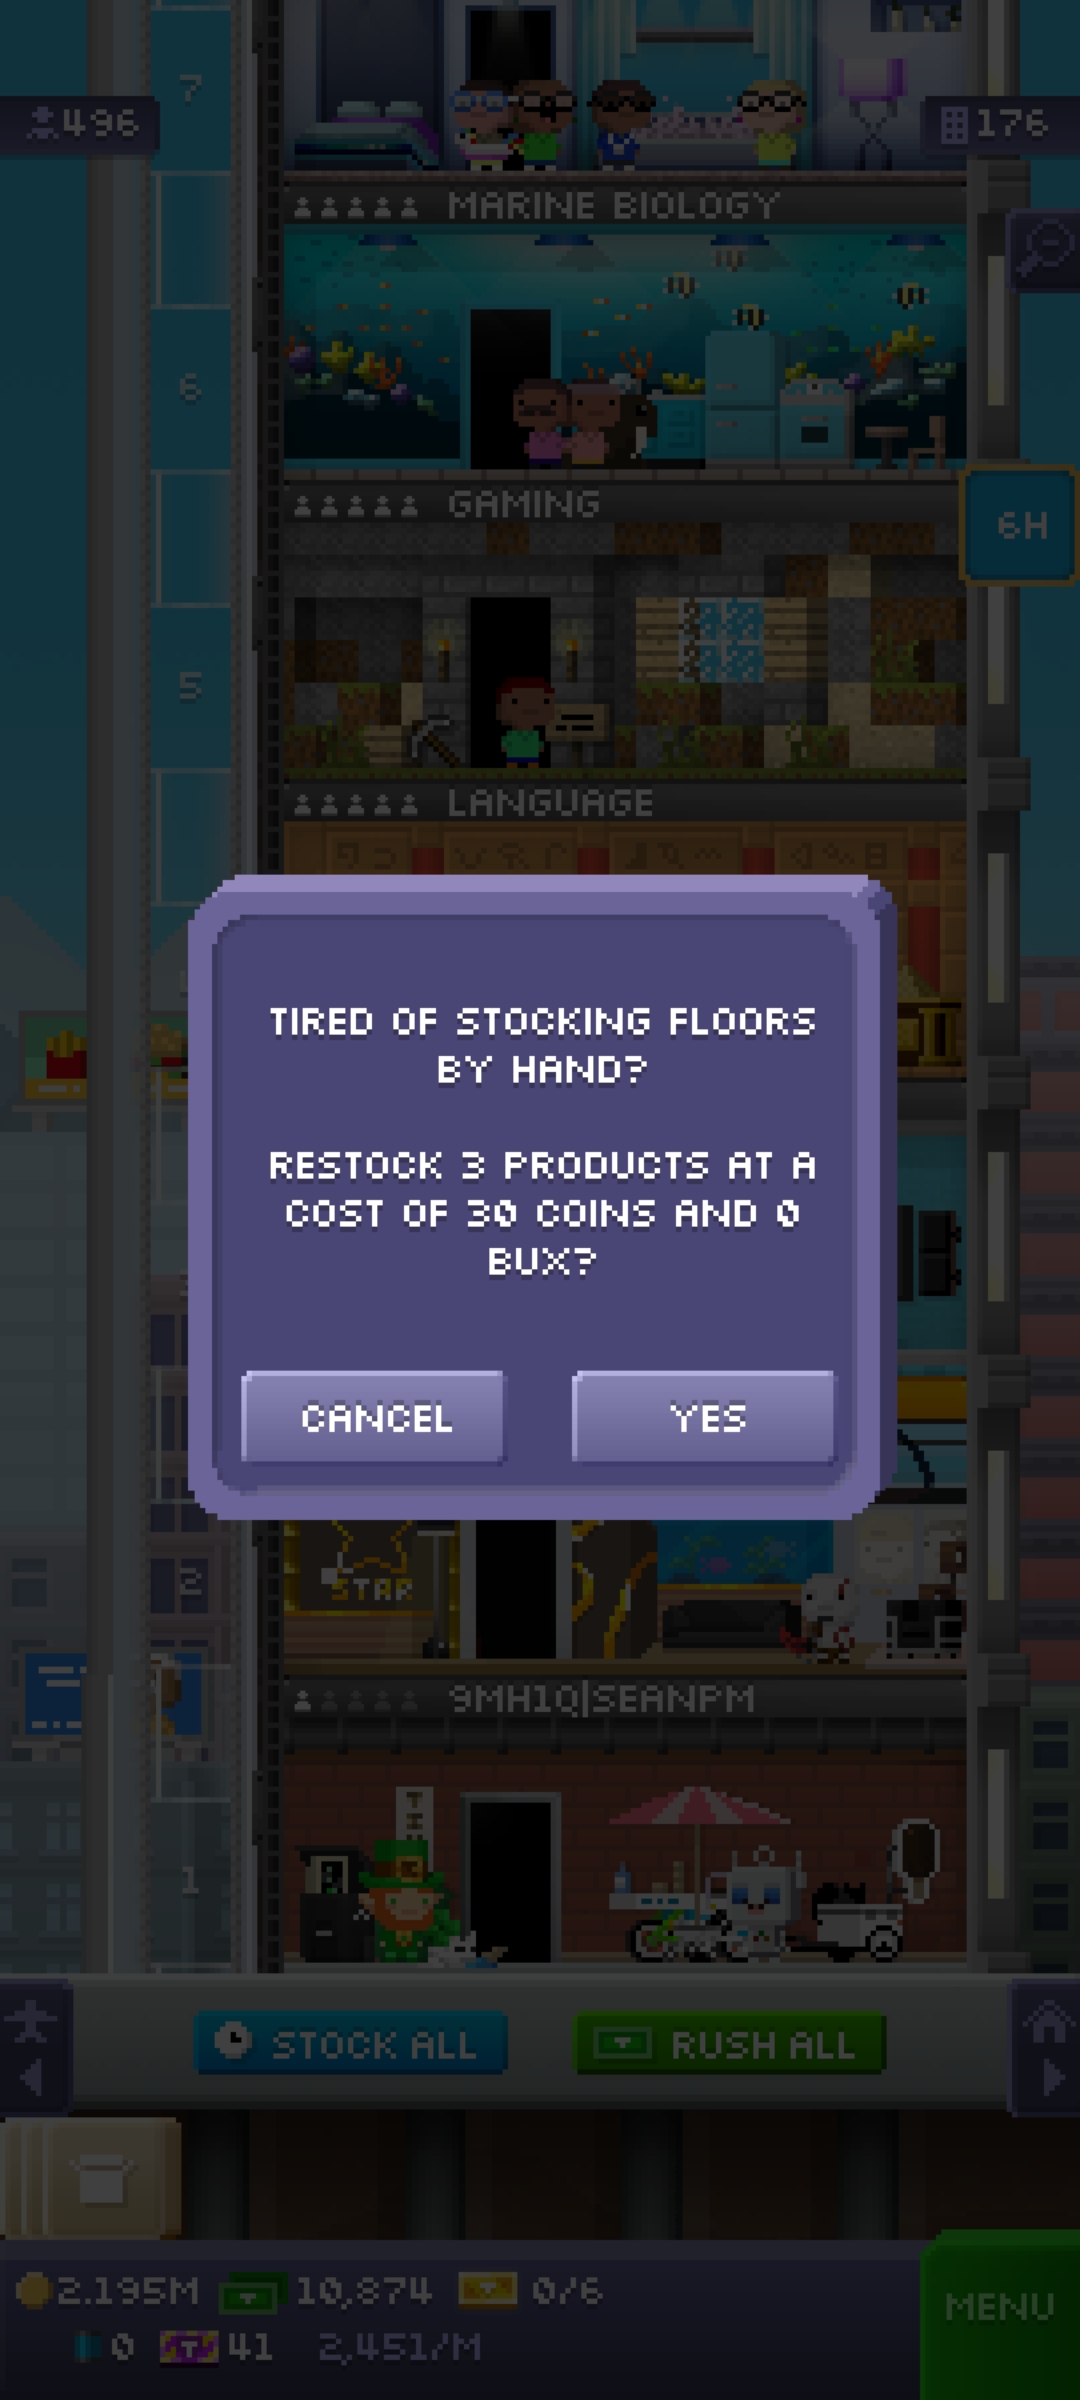 7
496
176
MARINE BIOLOGY
6
GAMING
6H
5
LANGUAGE
TIRED OF STOCKING FLOORS
BY HAND?
RESTOCK 3 PRODUCTS AT A
COST OF 30 COINS AND 0
BUX?
CANCEL
YES
2
STAR
9MH1Q|SEANPM
1
STOCK ALL
RUSH ALL
2.195M
10,874
0/6
0
41
2,451/M
MENU